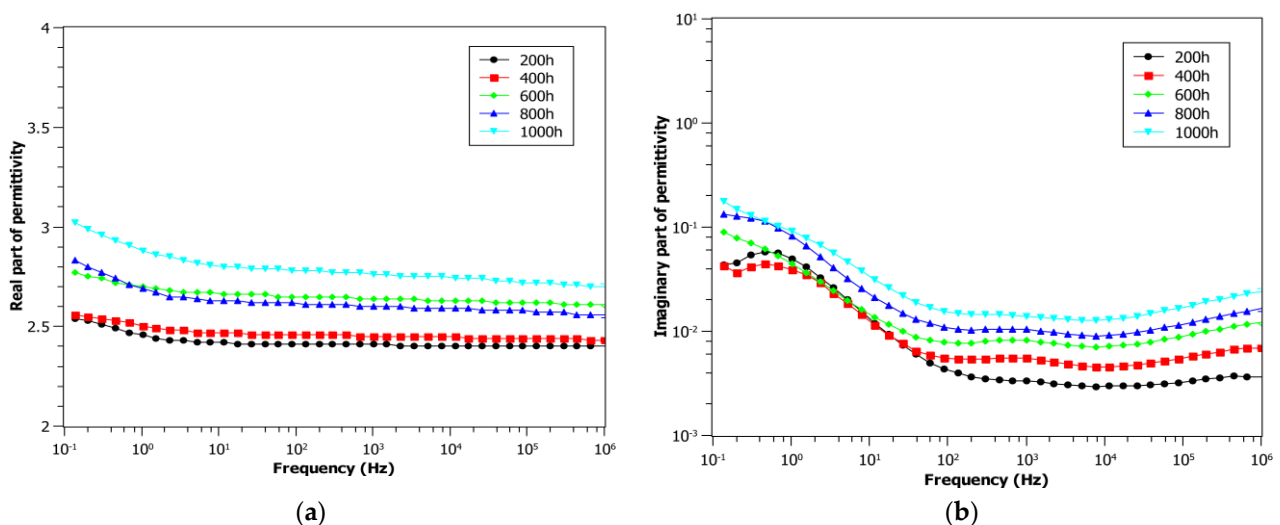 4
3.5
3
2.5
2
Real part of permittivity
200h
400h
600h
800h
1000h
10⁻¹ 10⁰ 10¹ 10² 10³ 10⁴ 10⁵ 10⁶
Frequency (Hz)
(a)
10¹
10⁰
10⁻¹
10⁻²
10⁻³
Imaginary part of permittivity
200h
400h
600h
800h
1000h
10⁻¹ 10⁰ 10¹ 10² 10³ 10⁴ 10⁵ 10⁶
Frequency (Hz)
(b)